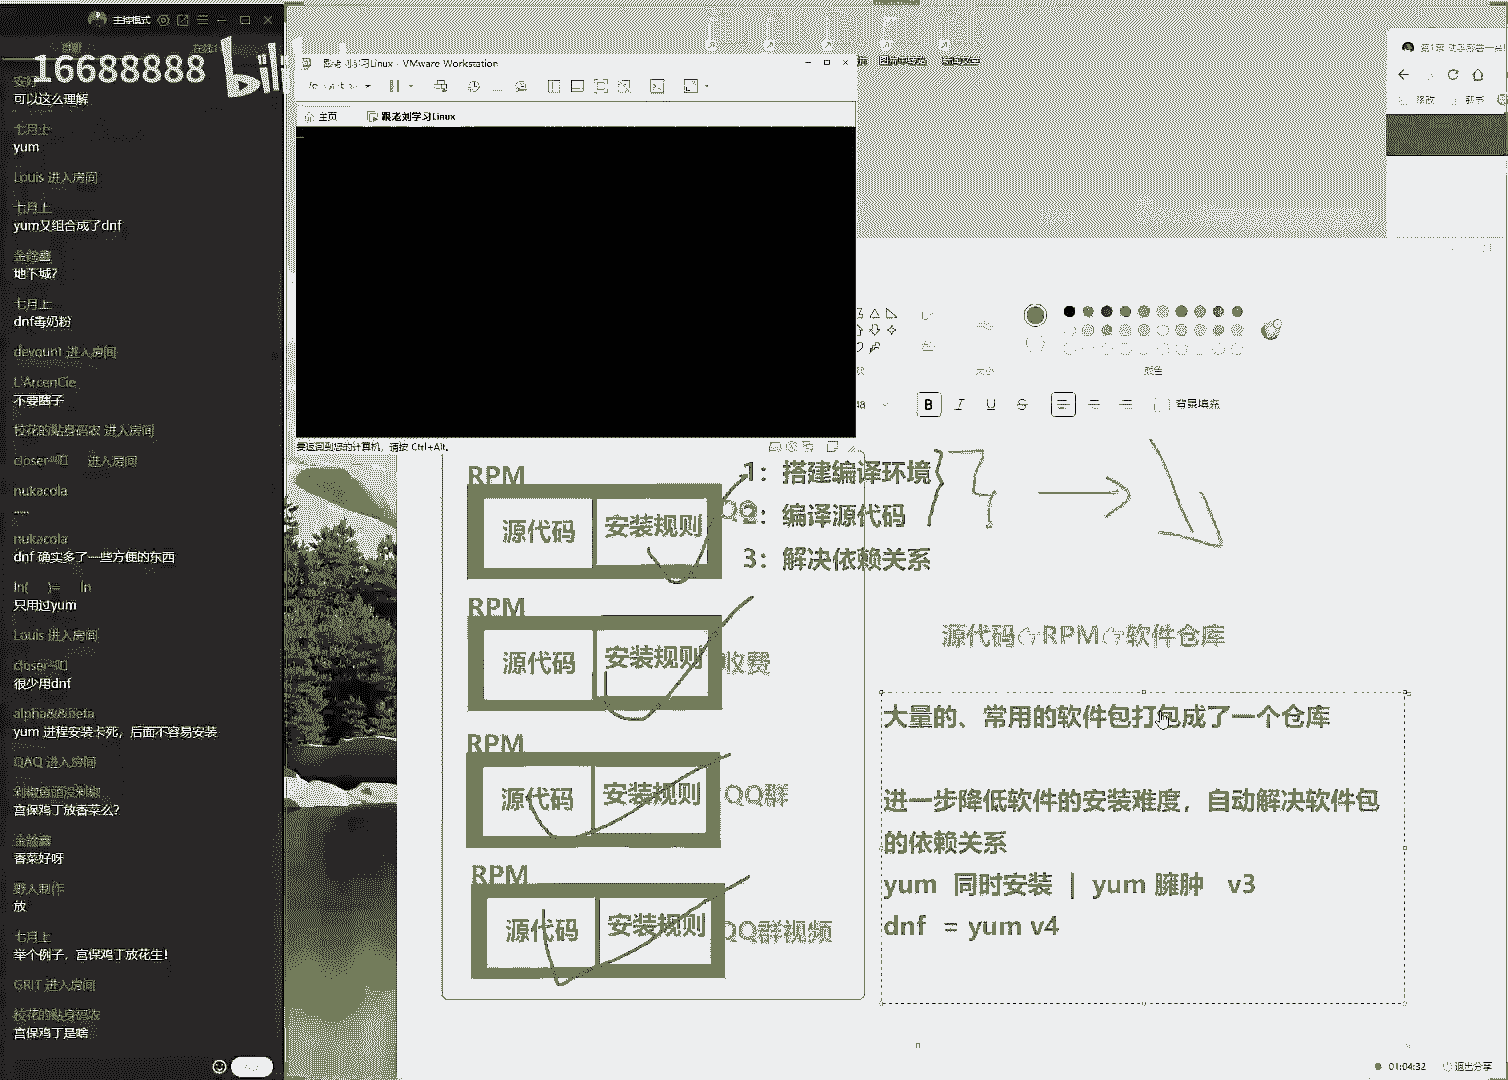 主持模式
16688888 bili
可以这么理解
七月上
yum
Louis 进入房间
七月上
yum又组合成了dnf
金鎗鑫
地下城?
七月上
dnf毒奶粉
devount 进入房间
L'ArcenCie
不要瞎子
校花的贴身码农 进入房间
进入房间
nukacola
nukacola
dnf 确实多了一些方便的东西
只用过yum
Louis 进入房间
很少用dnf
alpha&&beta
yum 进程安装卡死，后面不容易安装
QAQ 进入房间
宫保鸡丁放香菜么?
香菜好呀
野人制作
放
七月上
举个例子，宫保鸡丁放花生!
GRIT 进入房间
校花的贴身码农
宫保鸡丁是啥
跟老刘学习Linux - VMware Workstation
主页
跟老刘学习Linux
要返回到您的计算机，请按 Ctrl+Alt。
大小
颜色
B I U S
背景填充
RPM
源代码
安装规则
QQ
1：搭建编译环境
2：编译源代码
3：解决依赖关系
RPM
源代码
安装规则
收费
RPM
源代码
安装规则
QQ群
RPM
源代码
安装规则
QQ群视频
源代码👉RPM👉软件仓库
大量的、常用的软件包打包成了一个仓库
进一步降低软件的安装难度，自动解决软件包
的依赖关系
yum 同时安装 | yum 臃肿 v3
dnf = yum v4
01:04:32
退出分享